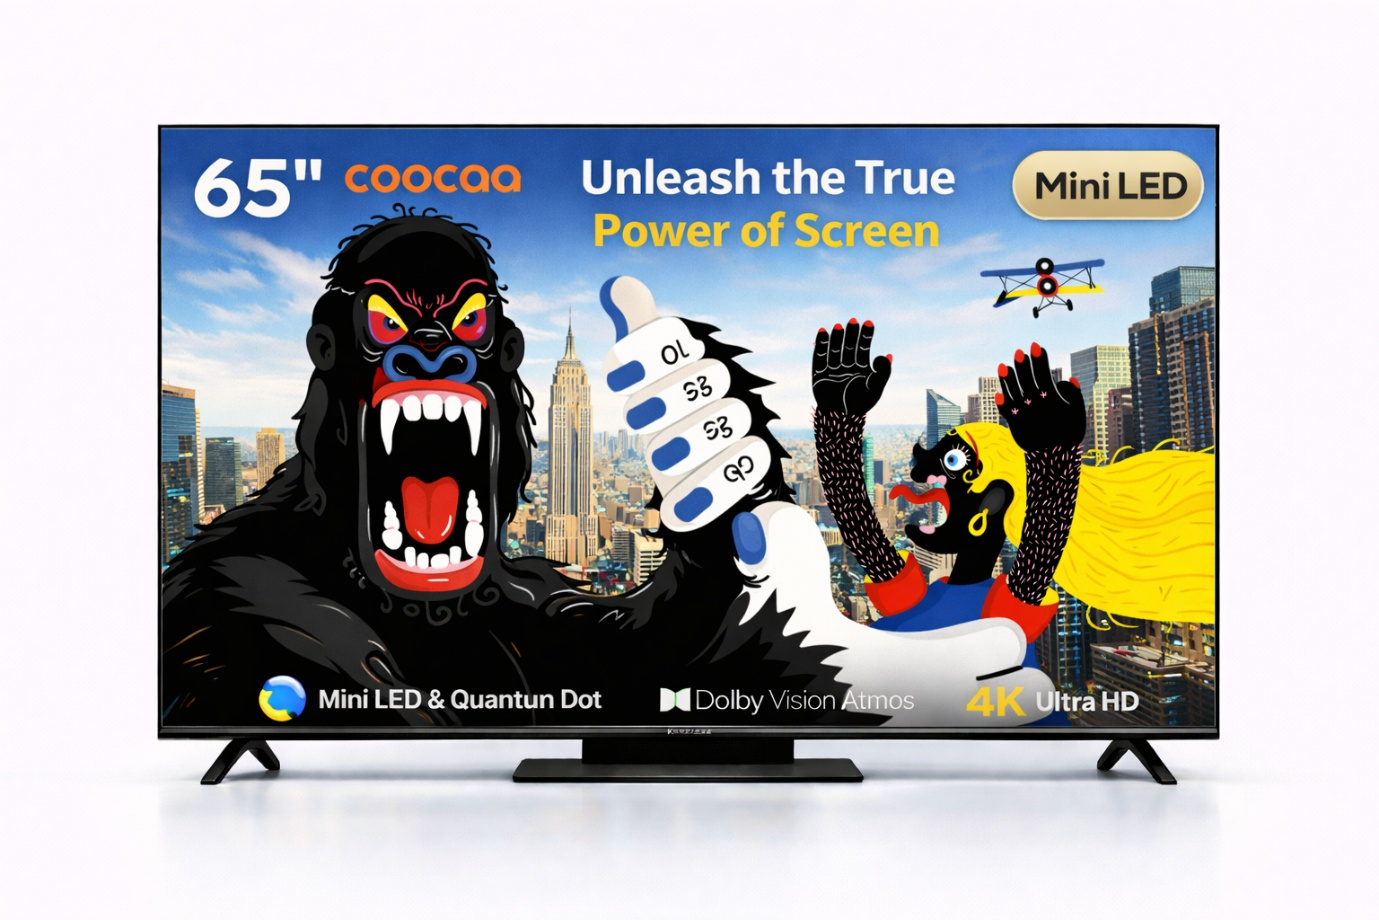 65"
coocaa
Unleash the True
Power of Screen
Mini LED
Mini LED & Quantun Dot
Dolby Vision Atmos
4K Ultra HD